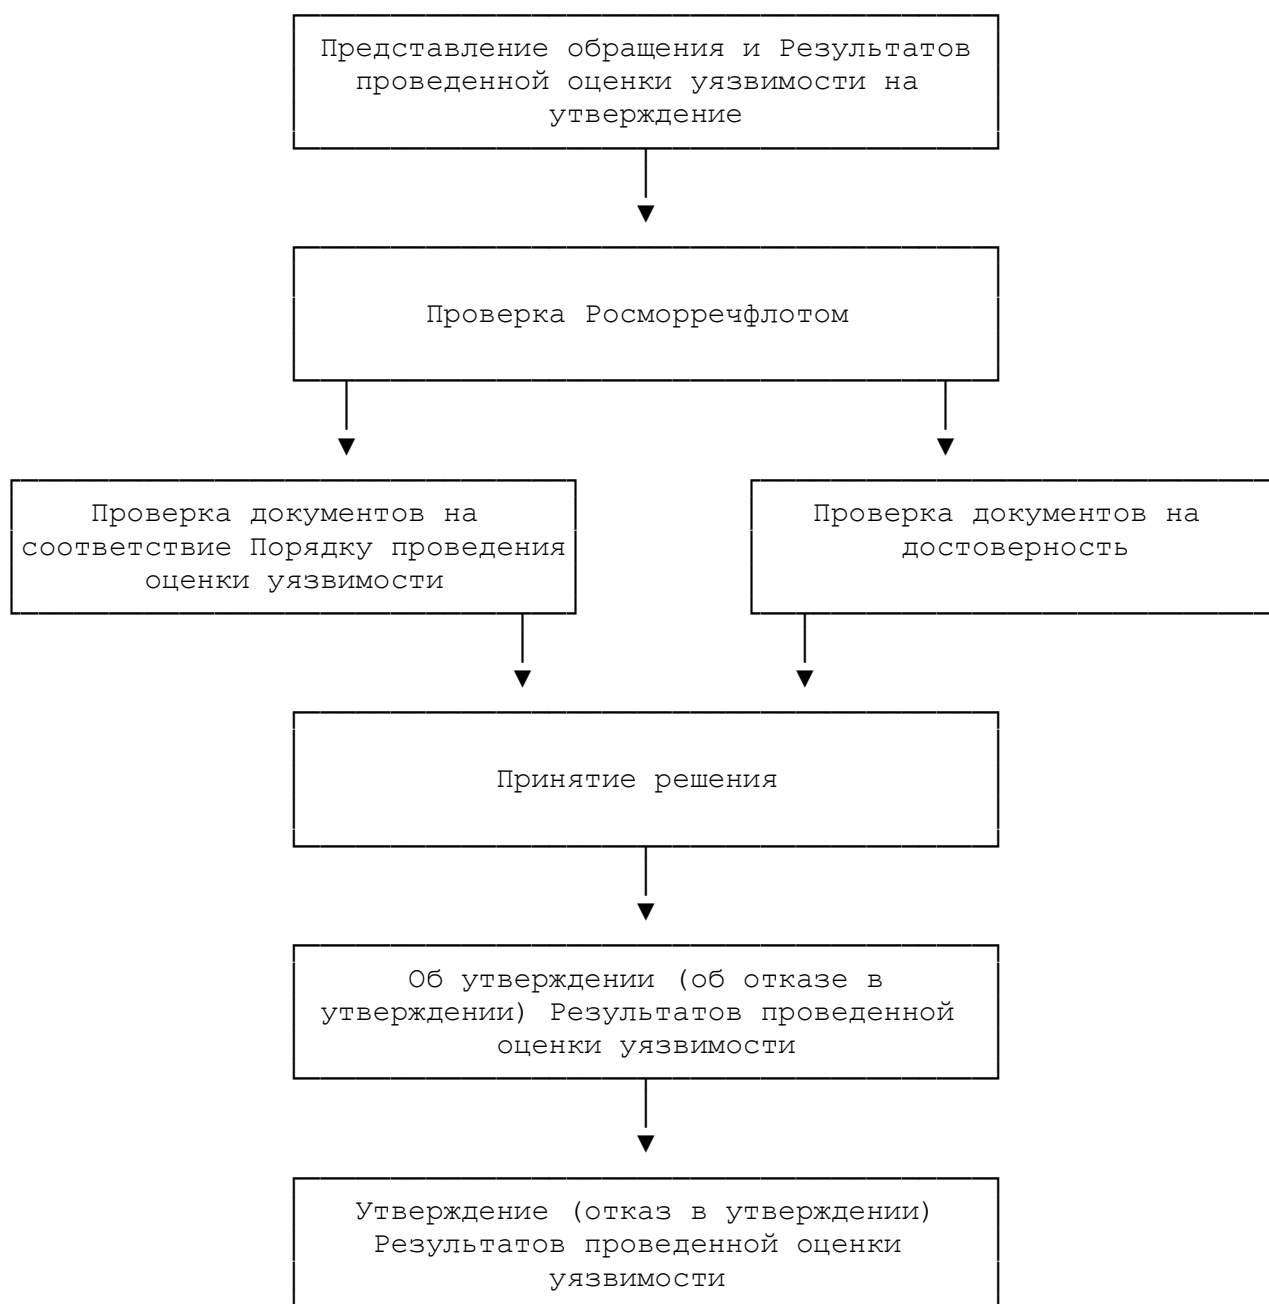 Представление обращения и Результатов
проведенной оценки уязвимости на
утверждение
Проверка Росморречфлотом
Проверка документов на
соответствие Порядку проведения
оценки уязвимости
Проверка документов на
достоверность
Принятие решения
Об утверждении (об отказе в
утверждении) Результатов проведенной
оценки уязвимости
Утверждение (отказ в утверждении)
Результатов проведенной оценки
уязвимости